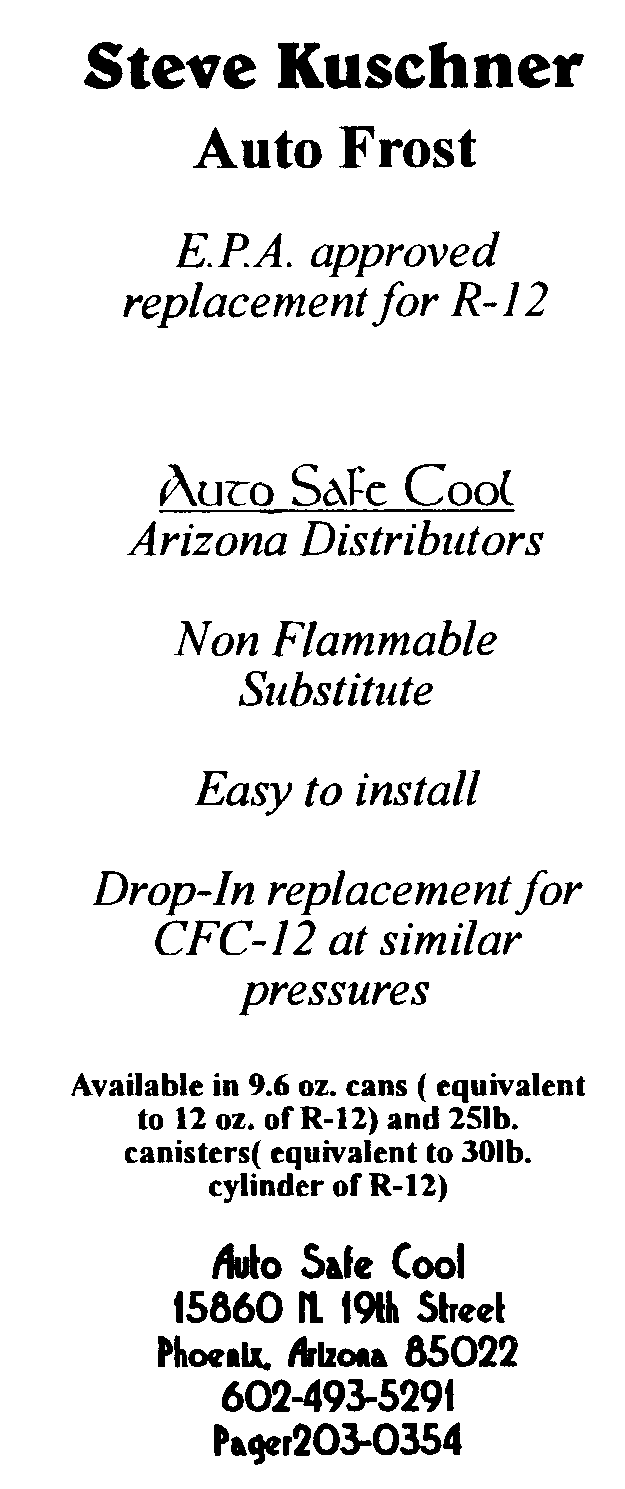 Steve Kuschner
Auto Frost
E.P.A. approved
replacement for R-12
Auto Safe Cool
Arizona Distributors
Non Flammable
Substitute
Easy to install
Drop-In replacement for
CFC-12 at similar
pressures
Available in 9.6 oz. cans ( equivalent
to 12 oz. of R-12) and 25lb.
canisters( equivalent to 30lb.
cylinder of R-12)
Auto Safe Cool
15860 N. 19th Street
Phoenix, Arizona 85022
602-493-5291
Pager203-0354